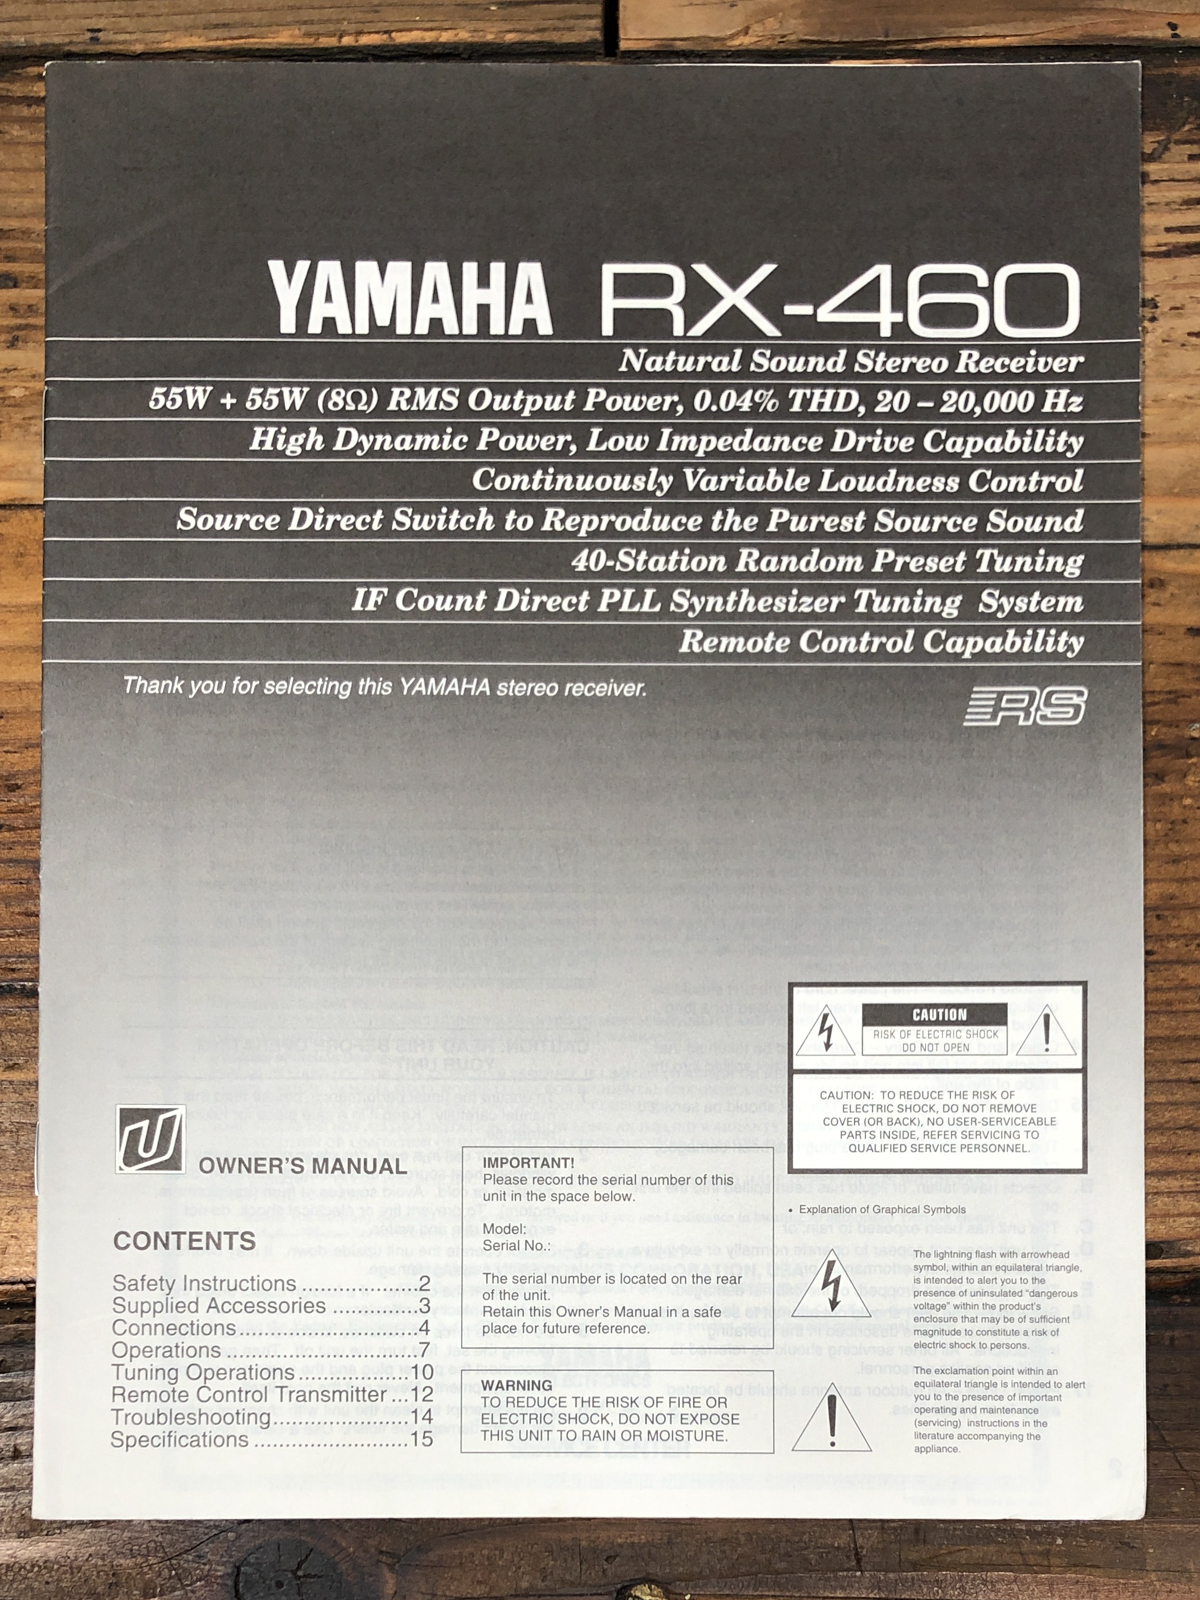 YAMAHA RX-460
Natural Sound Stereo Receiver
55W + 55W (8Ω) RMS Output Power, 0.04% THD, 20 – 20,000 Hz
High Dynamic Power, Low Impedance Drive Capability
Continuously Variable Loudness Control
Source Direct Switch to Reproduce the Purest Source Sound
40-Station Random Preset Tuning
IF Count Direct PLL Synthesizer Tuning System
Remote Control Capability
Thank you for selecting this YAMAHA stereo receiver.
RS
U
OWNER'S MANUAL
CONTENTS
Safety Instructions ..................2
Supplied Accessories ..............3
Connections...........................4
Operations .............................7
Tuning Operations ................10
Remote Control Transmitter ...12
Troubleshooting.....................14
Specifications ........................15
IMPORTANT!
Please record the serial number of this
unit in the space below.
Model:
Serial No.:
The serial number is located on the rear
of the unit.
Retain this Owner's Manual in a safe
place for future reference.
WARNING
TO REDUCE THE RISK OF FIRE OR
ELECTRIC SHOCK, DO NOT EXPOSE
THIS UNIT TO RAIN OR MOISTURE.
CAUTION
RISK OF ELECTRIC SHOCK
DO NOT OPEN
CAUTION: TO REDUCE THE RISK OF
ELECTRIC SHOCK, DO NOT REMOVE
COVER (OR BACK), NO USER-SERVICEABLE
PARTS INSIDE, REFER SERVICING TO
QUALIFIED SERVICE PERSONNEL.
• Explanation of Graphical Symbols
The lightning flash with arrowhead
symbol, within an equilateral triangle,
is intended to alert you to the
presence of uninsulated "dangerous
voltage" within the product's
enclosure that may be of sufficient
magnitude to constitute a risk of
electric shock to persons.
The exclamation point within an
equilateral triangle is intended to alert
you to the presence of important
operating and maintenance
(servicing) instructions in the
literature accompanying the
appliance.